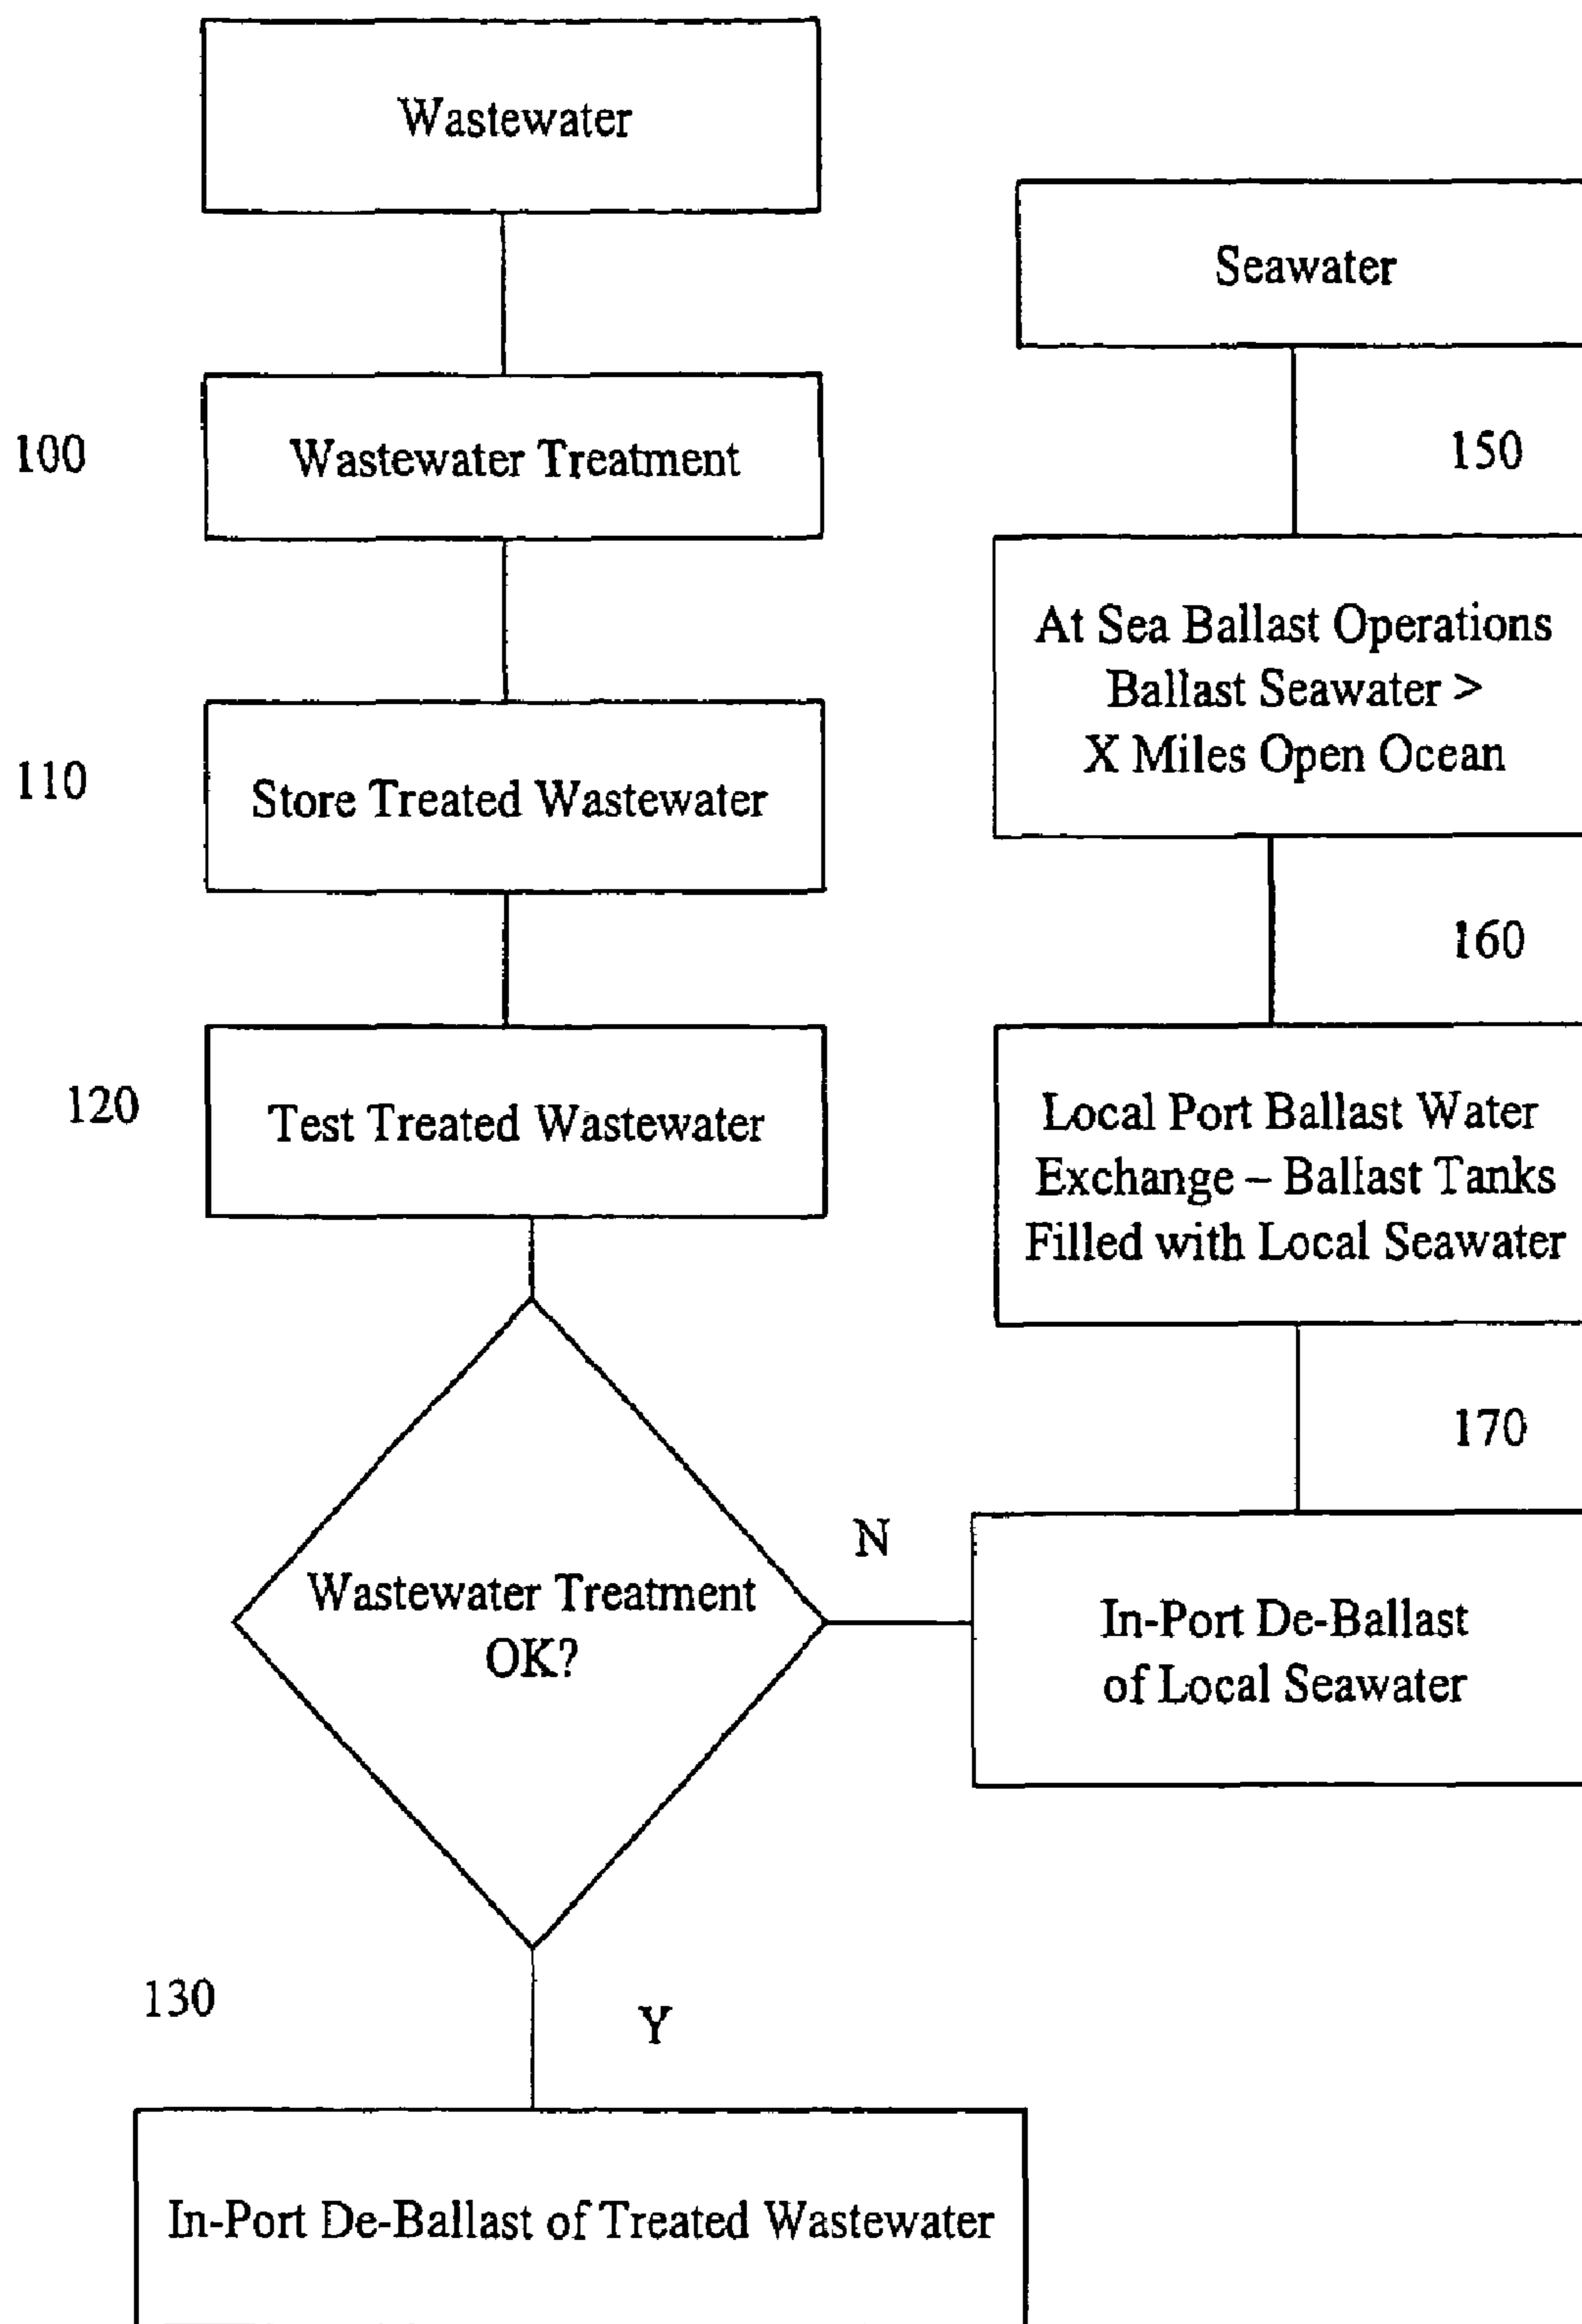 Wastewater
100
Wastewater Treatment
110
Store Treated Wastewater
120
Test Treated Wastewater
Wastewater Treatment
OK?
N
130
Y
In-Port De-Ballast of Treated Wastewater
Seawater
150
At Sea Ballast Operations
Ballast Seawater >
X Miles Open Ocean
160
Local Port Ballast Water
Exchange – Ballast Tanks
Filled with Local Seawater
170
In-Port De-Ballast
of Local Seawater